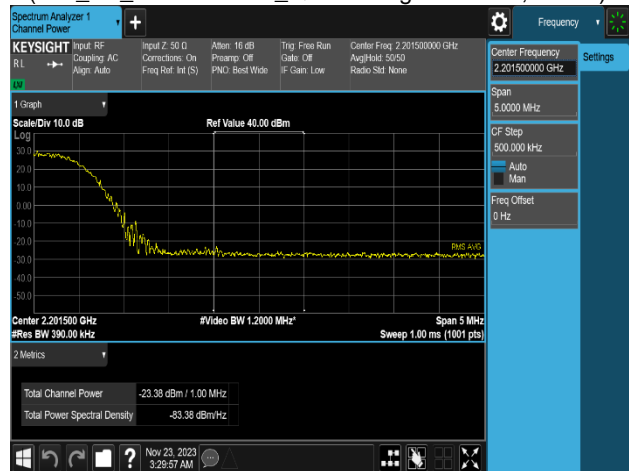 Spectrum Analyzer 1
Channel Power
Frequency
KEYSIGHT
R L
LV
Input: RF
Coupling: AC
Align: Auto
Input Z: 50 Ω
Corrections: On
Freq Ref: Int (S)
Atten: 16 dB
Preamp: Off
PNO: Best Wide
Trig: Free Run
Gate: Off
IF Gain: Low
Center Freq: 2.201500000 GHz
Avg|Hold: 50/50
Radio Std: None
Center Frequency
2.201500000 GHz
Settings
Span
5.0000 MHz
CF Step
500.000 kHz
Auto
Man
Freq Offset
0 Hz
1 Graph
Scale/Div 10.0 dB
Ref Value 40.00 dBm
Log
30.0
20.0
10.0
0.00
-10.0
-20.0
-30.0
-40.0
-50.0
RMS AVG
Center 2.201500 GHz
#Video BW 1.2000 MHz*
Span 5 MHz
#Res BW 390.00 kHz
Sweep 1.00 ms (1001 pts)
2 Metrics
Total Channel Power -23.38 dBm / 1.00 MHz
Total Power Spectral Density -83.38 dBm/Hz
?
Nov 23, 2023
3:29:57 AM